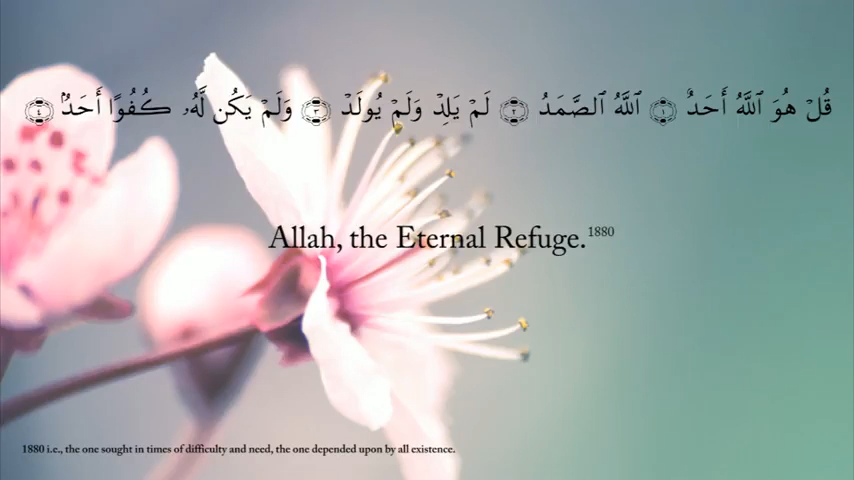 قُلْ هُوَ ٱللَّهُ أَحَدٌ ۝١ ٱللَّهُ ٱلصَّمَدُ ۝٢ لَمْ يَلِدْ وَلَمْ يُولَدْ ۝٣ وَلَمْ يَكُن لَّهُۥ كُفُوًا أَحَدٌۢ ۝٤
Allah, the Eternal Refuge.1880
1880 i.e., the one sought in times of difficulty and need, the one depended upon by all existence.